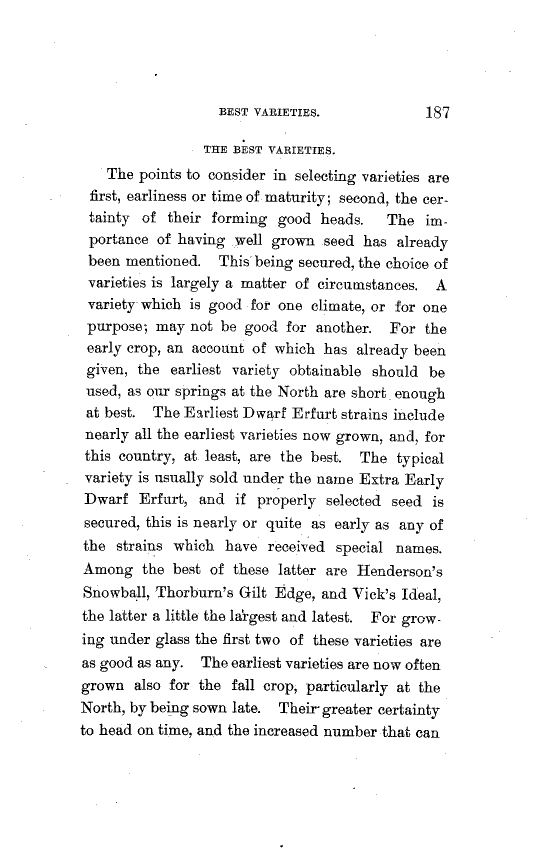 BEST VARIETIES. 187
THE BEST VARIETIES.
The points to consider in selecting varieties are
first, earliness or time of maturity; second, the cer-
tainty of their forming good heads. The im-
portance of having well grown seed has already
been mentioned. This being secured, the choice of
varieties is largely a matter of circumstances. A
variety which is good for one climate, or for one
purpose; may not be good for another. For the
early crop, an account of which has already been
given, the earliest variety obtainable should be
used, as our springs at the North are short enough
at best. The Earliest Dwarf Erfurt strains include
nearly all the earliest varieties now grown, and, for
this country, at least, are the best. The typical
variety is usually sold under the name Extra Early
Dwarf Erfurt, and if properly selected seed is
secured, this is nearly or quite as early as any of
the strains which have received special names.
Among the best of these latter are Henderson's
Snowball, Thorburn's Gilt Edge, and Vick's Ideal,
the latter a little the largest and latest. For grow-
ing under glass the first two of these varieties are
as good as any. The earliest varieties are now often
grown also for the fall crop, particularly at the
North, by being sown late. Their greater certainty
to head on time, and the increased number that can